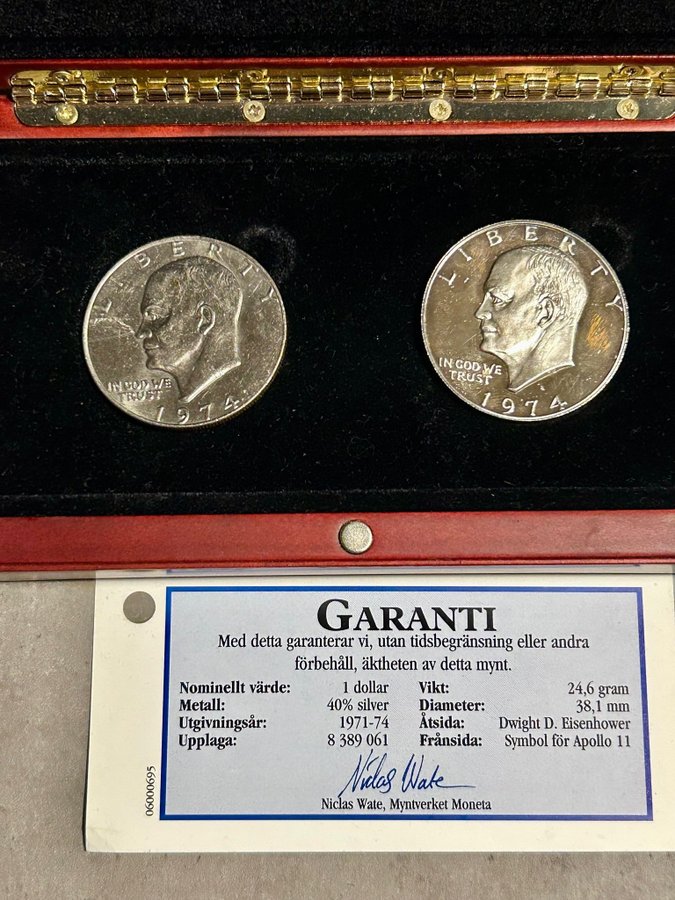 LIBERTY
IN GOD WE
TRUST
1974
LIBERTY
IN GOD WE
TRUST
1974
GARANTI
Med detta garanterar vi, utan tidsbegränsning eller andra
förbehåll, äktheten av detta mynt.
Nominellt värde: 1 dollar Vikt: 24,6 gram
Metall: 40% silver Diameter: 38,1 mm
Utgivningsår: 1971-74 Åtsida: Dwight D. Eisenhower
Upplaga: 8 389 061 Frånsida: Symbol för Apollo 11
Niclas Wate
Niclas Wate, Myntverket Moneta
06000695